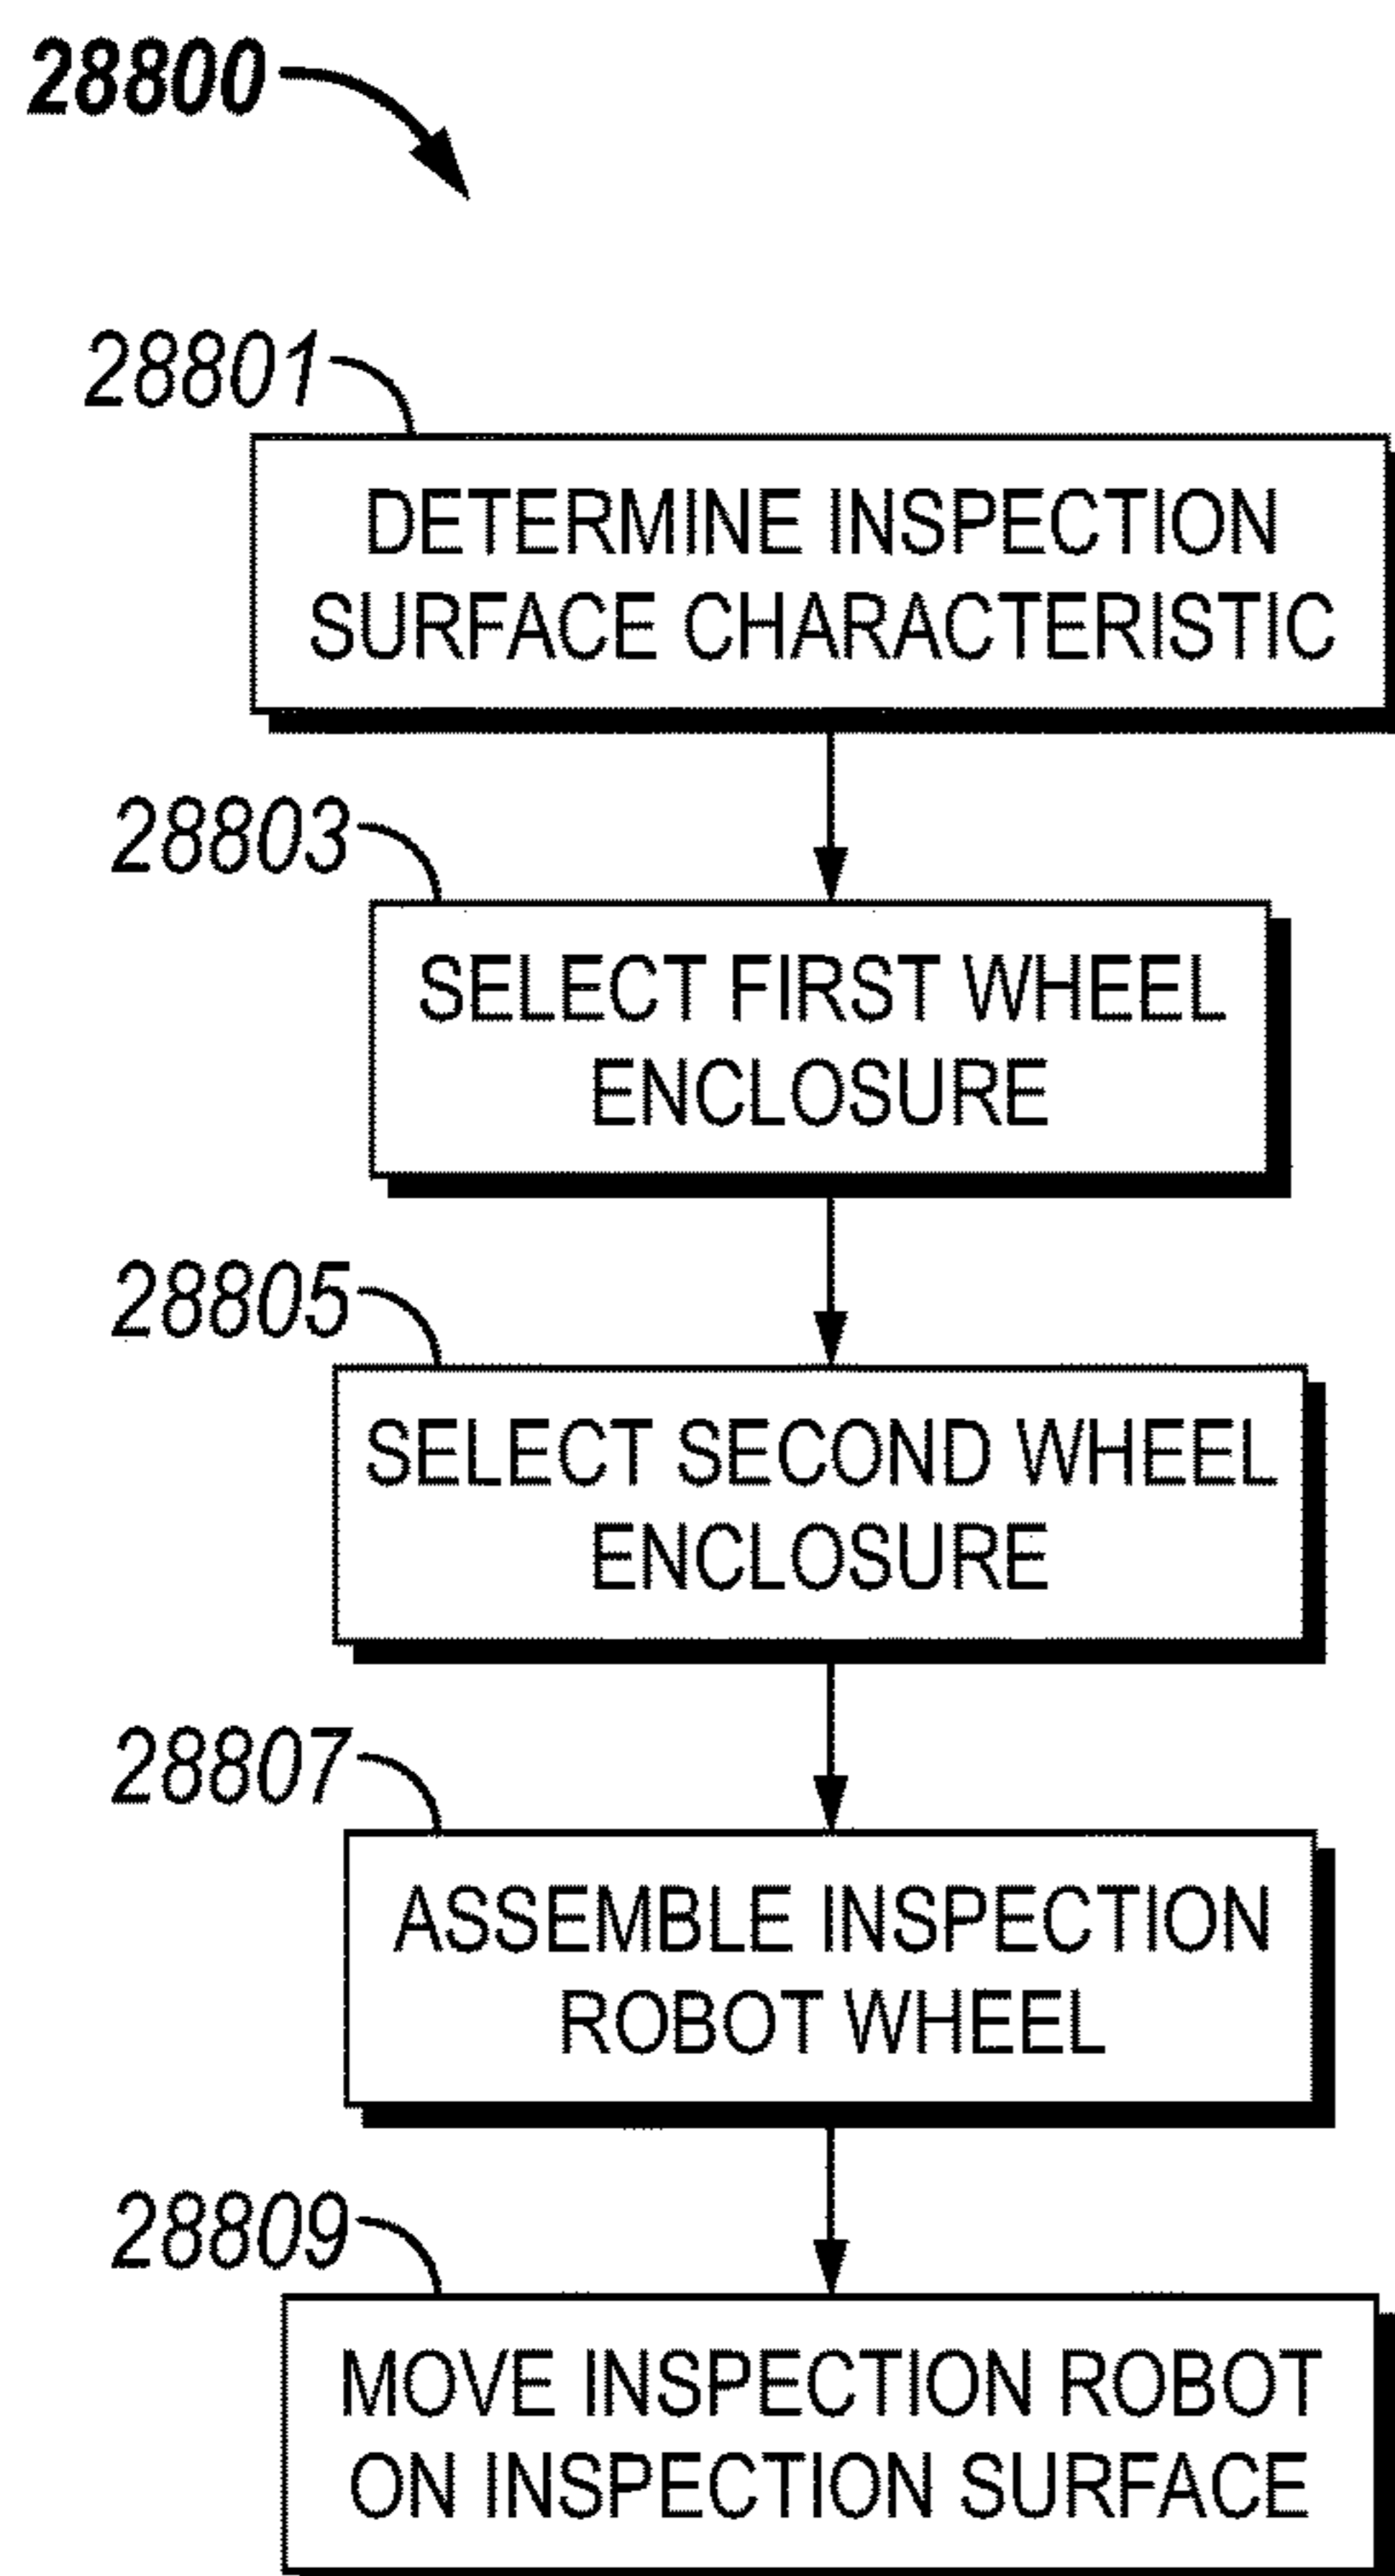 28800
28801
DETERMINE INSPECTION
SURFACE CHARACTERISTIC
28803
SELECT FIRST WHEEL
ENCLOSURE
28805
SELECT SECOND WHEEL
ENCLOSURE
28807
ASSEMBLE INSPECTION
ROBOT WHEEL
28809
MOVE INSPECTION ROBOT
ON INSPECTION SURFACE